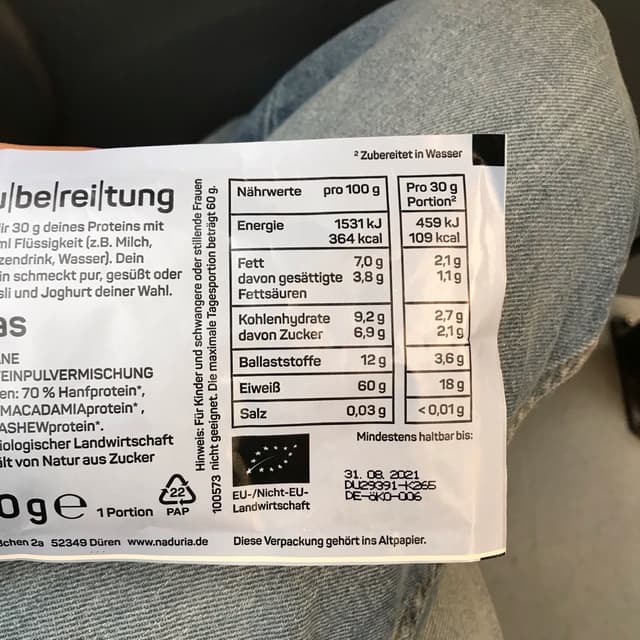 ² Zubereitet in Wasser
u|be|rei|tung
ür 30 g deines Proteins mit
ml Flüssigkeit (z.B. Milch,
zendrink, Wasser). Dein
in schmeckt pur, gesüßt oder
sli und Joghurt deiner Wahl.
as
ANE
EINPULVERMISCHUNG
en: 70 % Hanfprotein*,
MACADAMIAprotein*,
ASHEWprotein*.
iologischer Landwirtschaft
ält von Natur aus Zucker
0 g e 1 Portion
22
PAP
schen 2a 52349 Düren www.naduria.de
Hinweis: Für Kinder und schwangere oder stillende Frauen
nicht geeignet. Die maximale Tagesportion beträgt 60 g.
100573
Nährwerte pro 100 g Pro 30 g
Portion²
Energie 1531 kJ 459 kJ
364 kcal 109 kcal
Fett 7,0 g 2,1 g
davon gesättigte 3,8 g 1,1 g
Fettsäuren
Kohlenhydrate 9,2 g 2,7 g
davon Zucker 6,9 g 2,1 g
Ballaststoffe 12 g 3,6 g
Eiweiß 60 g 18 g
Salz 0,03 g <0,01 g
Mindestens haltbar bis:
31. 08. 2021
DU29391-K265
DE-ÖKO-006
EU-/Nicht-EU-
Landwirtschaft
Diese Verpackung gehört ins Altpapier.